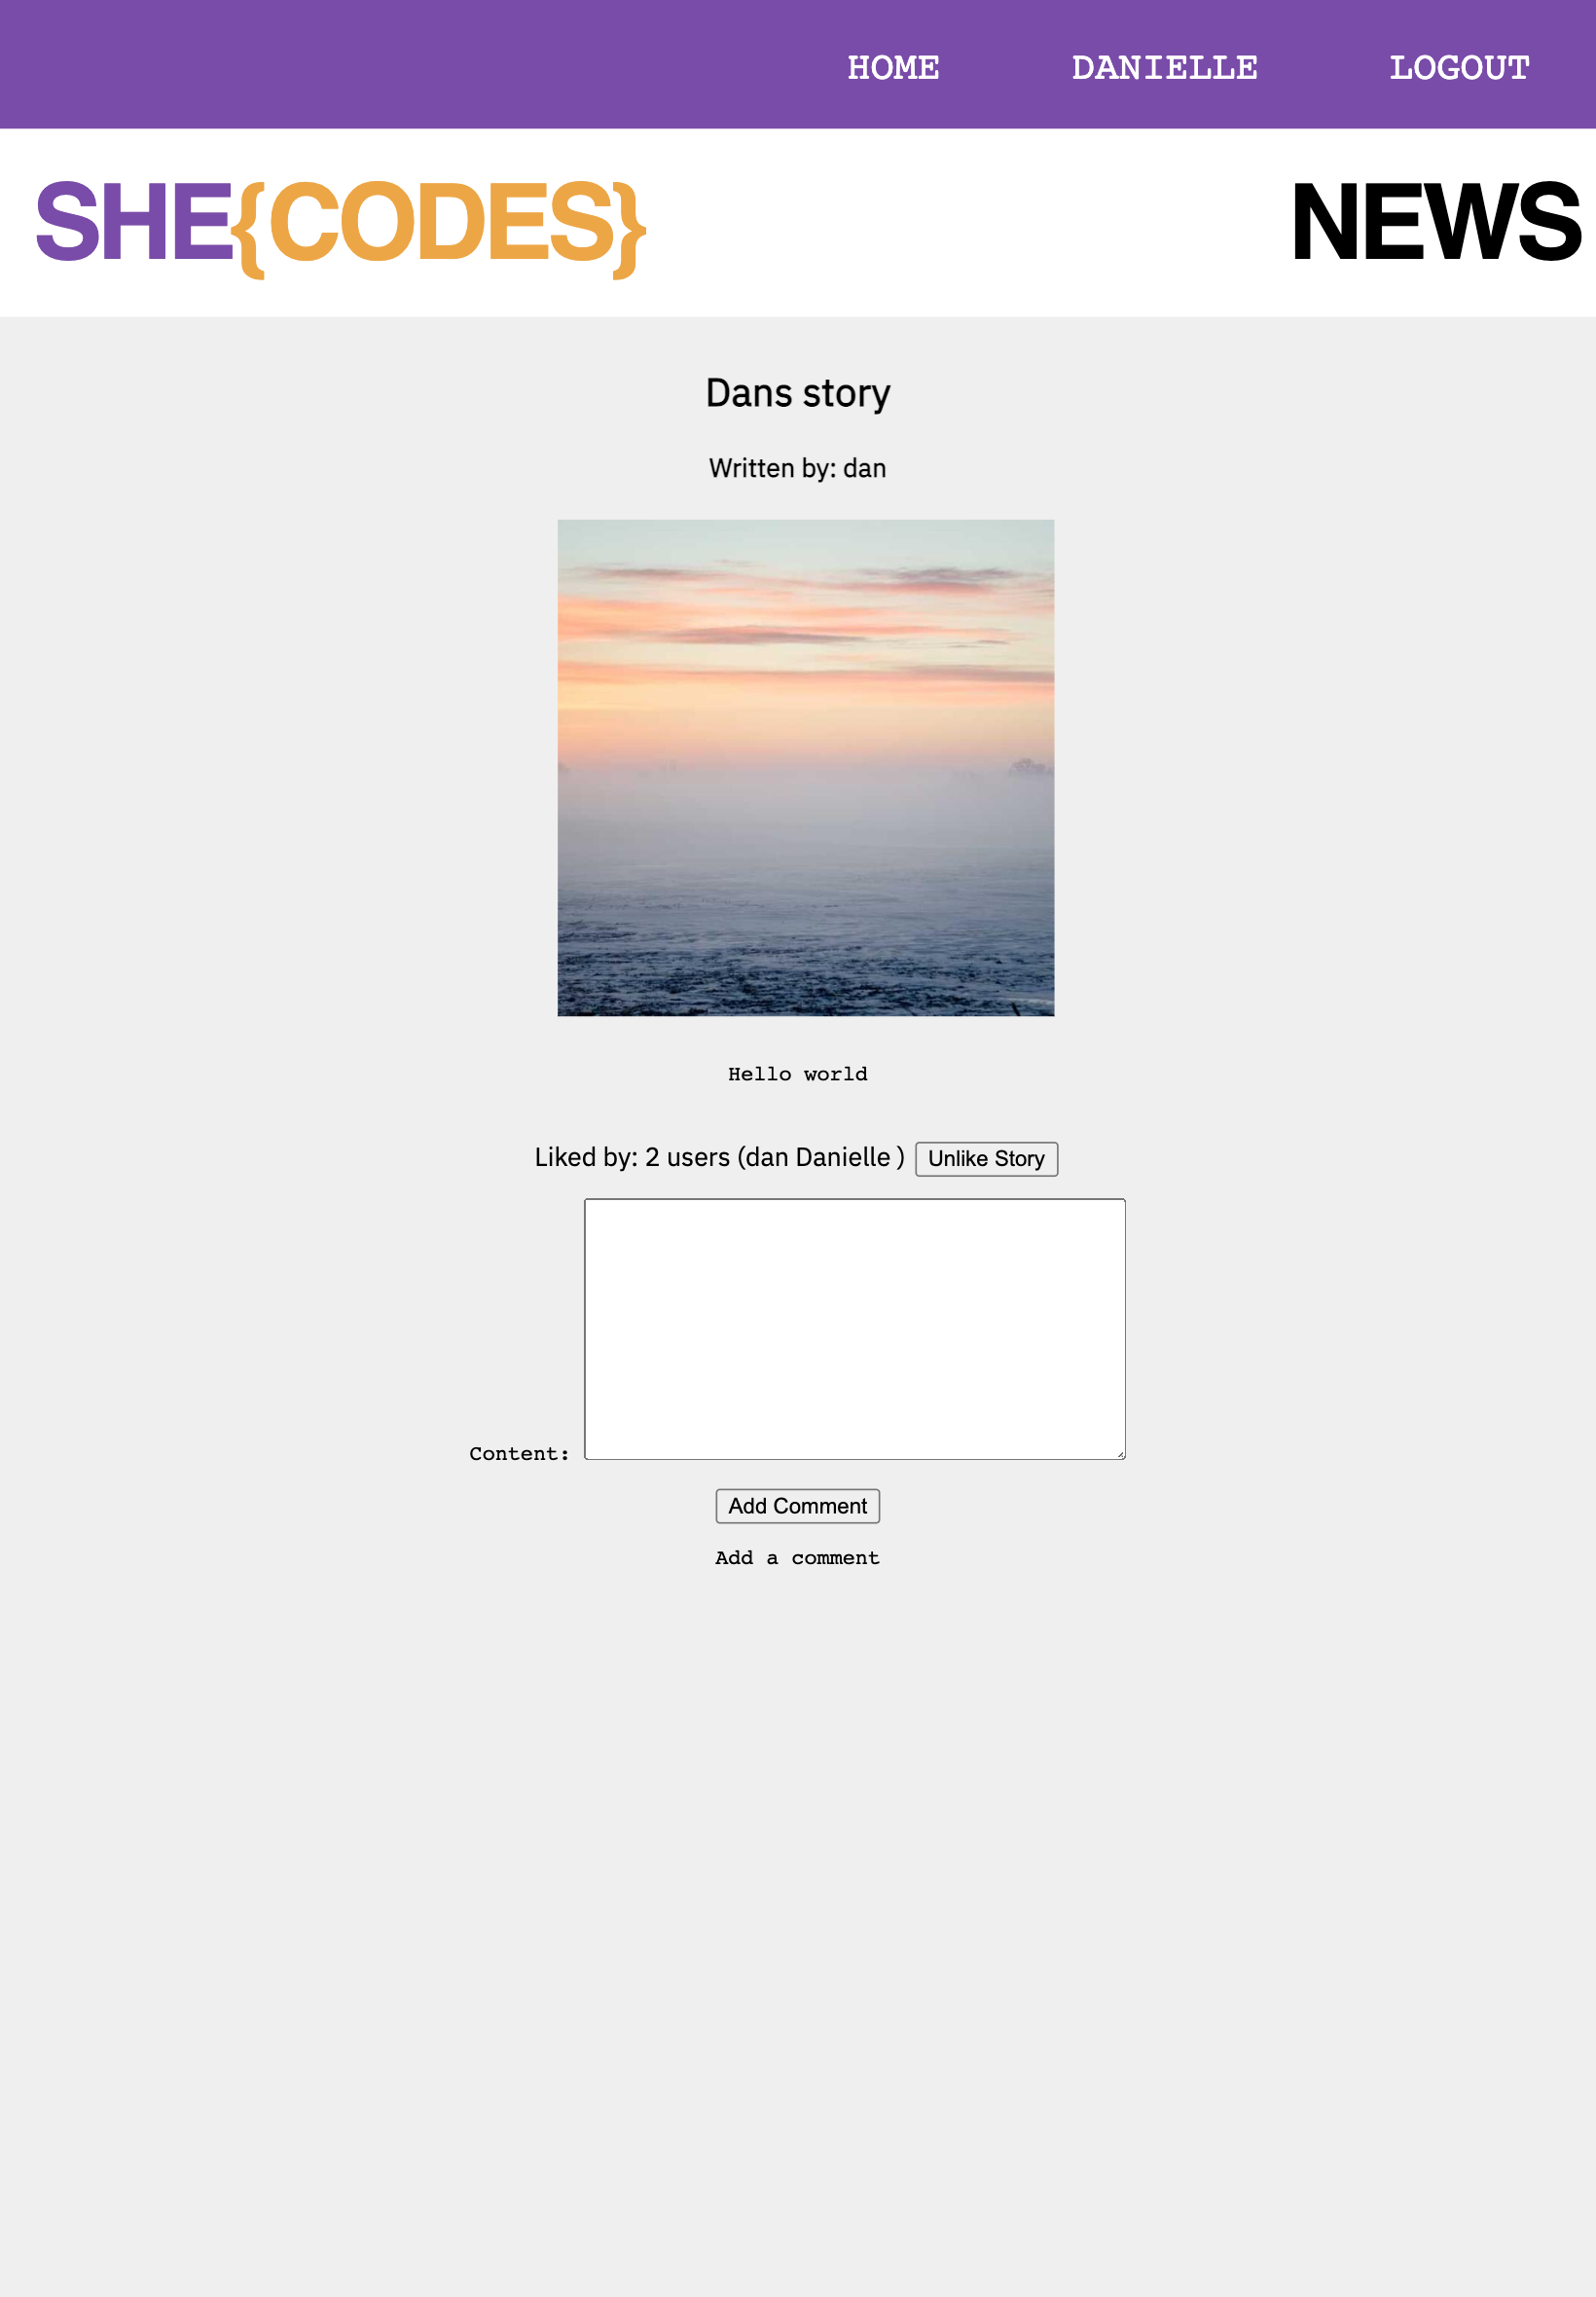 HOME DANIELLE LOGOUT
SHE{CODES} NEWS
Dans story
Written by: dan
Hello world
Liked by: 2 users (dan Danielle ) Unlike Story
Content:
Add Comment
Add a comment